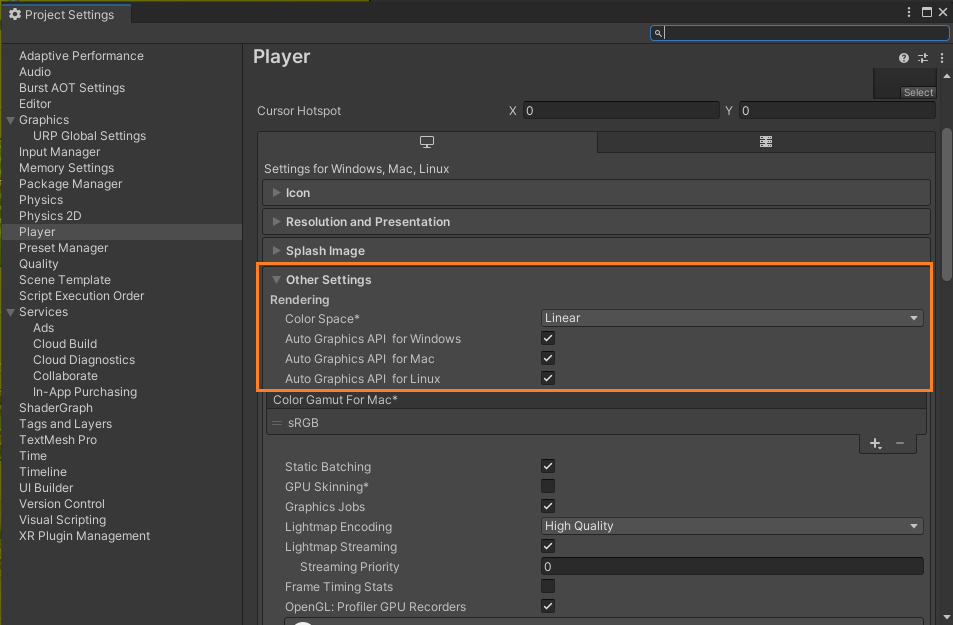 Project Settings
Adaptive Performance
Audio
Burst AOT Settings
Editor
Graphics
URP Global Settings
Input Manager
Memory Settings
Package Manager
Physics
Physics 2D
Player
Preset Manager
Quality
Scene Template
Script Execution Order
Services
Ads
Cloud Build
Cloud Diagnostics
Collaborate
In-App Purchasing
ShaderGraph
Tags and Layers
TextMesh Pro
Time
Timeline
UI Builder
Version Control
Visual Scripting
XR Plugin Management
Player
Select
Cursor Hotspot X 0 Y 0
Settings for Windows, Mac, Linux
Icon
Resolution and Presentation
Splash Image
Other Settings
Rendering
Color Space* Linear
Auto Graphics API for Windows
Auto Graphics API for Mac
Auto Graphics API for Linux
Color Gamut For Mac*
sRGB
Static Batching
GPU Skinning*
Graphics Jobs
Lightmap Encoding High Quality
Lightmap Streaming
Streaming Priority 0
Frame Timing Stats
OpenGL: Profiler GPU Recorders